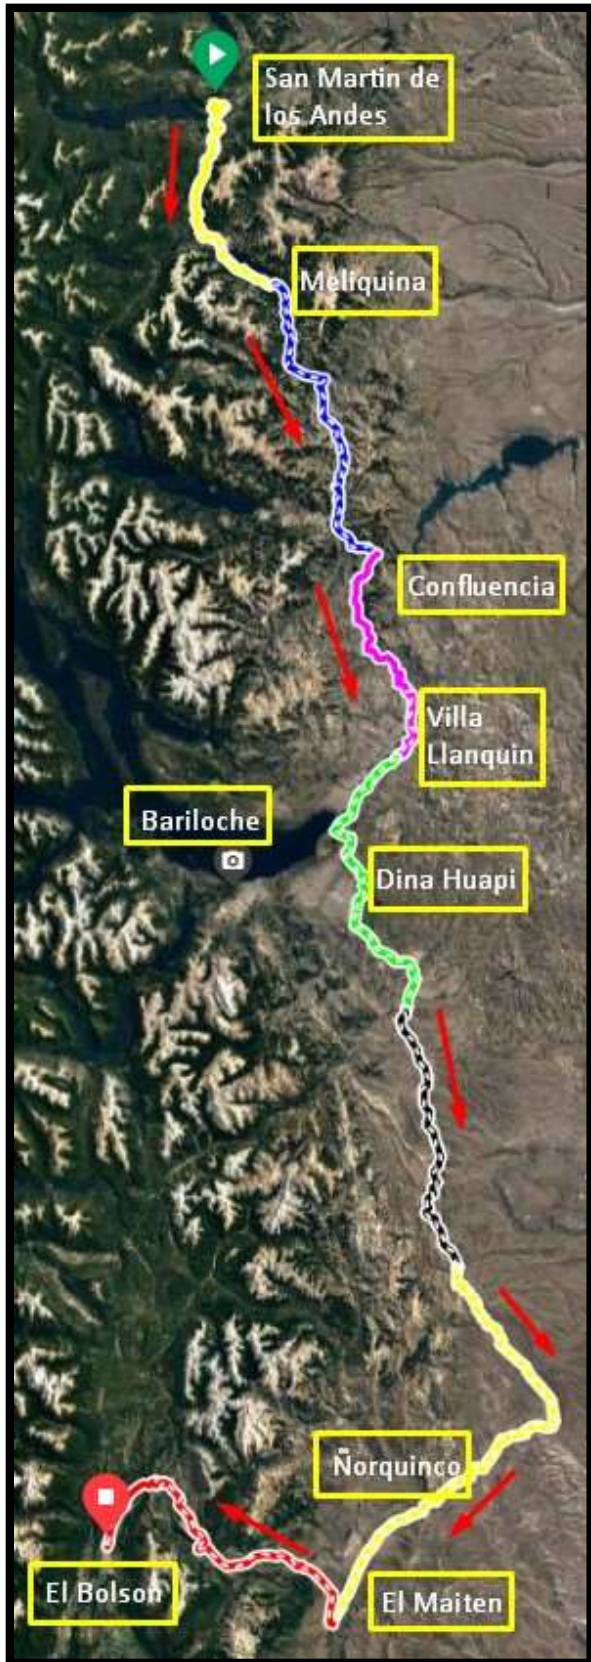 San Martin de
los Andes
Meliquina
Confluencia
Villa
Llanquin
Bariloche
Dina Huapi
Ñorquinco
El Bolson
El Maiten